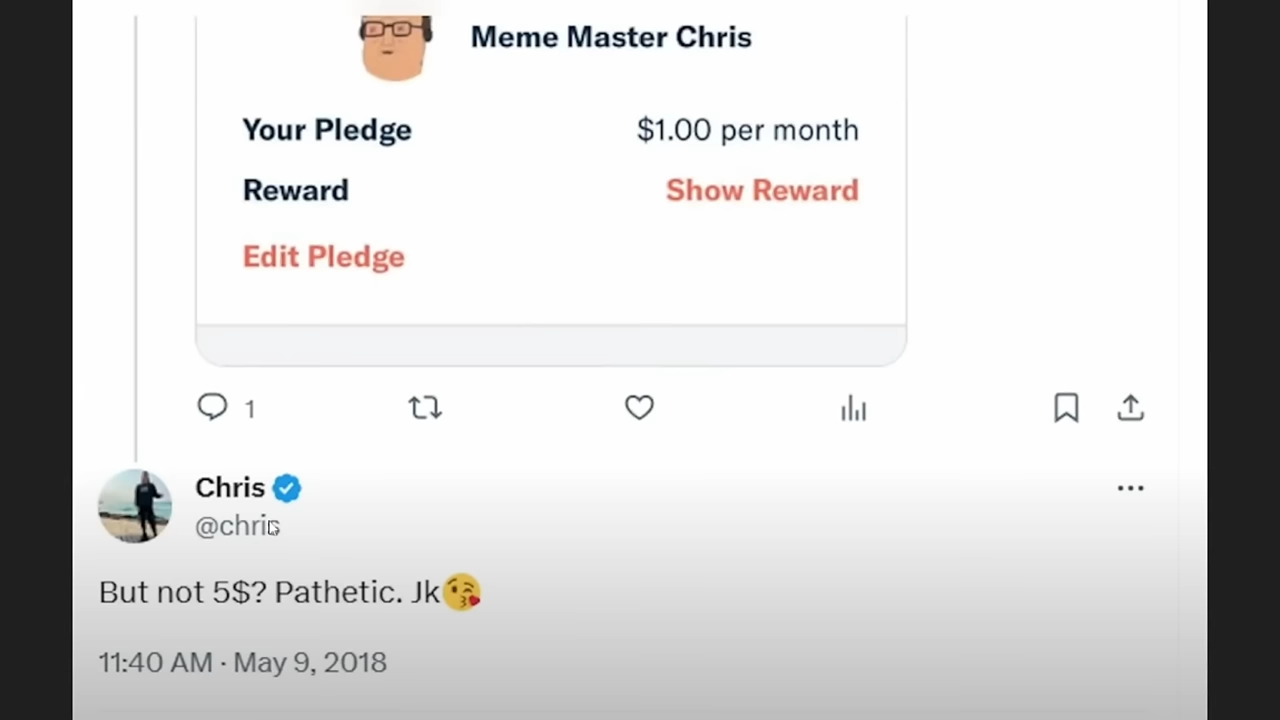 Meme Master Chris
Your Pledge $1.00 per month
Reward Show Reward
Edit Pledge
1
Chris
@chris
But not 5$? Pathetic. Jk😘
11:40 AM · May 9, 2018